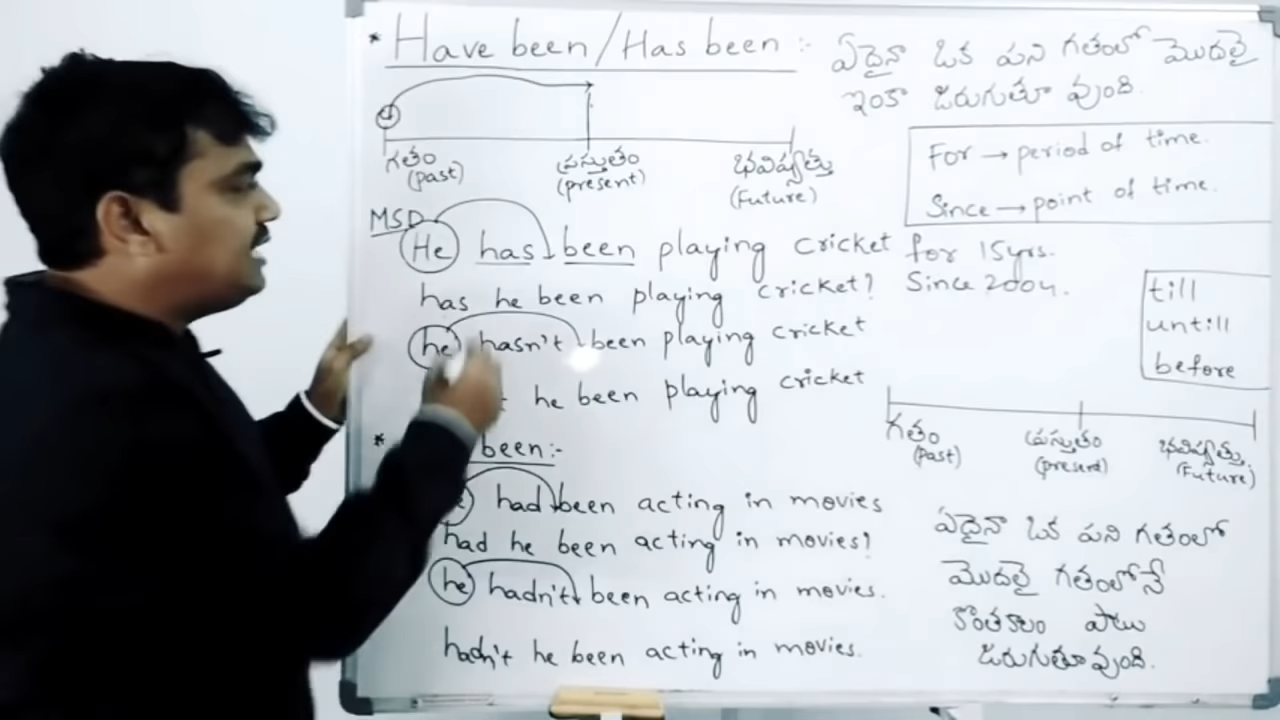 * Have been / Has been :-
ఏదైనా ఒక పని గతంలో మొదలై
ఇంకా జరుగుతూ వుంది.
గతం
(past)
ప్రస్తుతం
(present)
భవిష్యత్తు
(Future)
For → period of time.
Since → point of time.
MSD
He has been playing cricket for 15yrs.
Since 2004.
has he been playing cricket?
he hasn't been playing cricket
he been playing cricket
till
untill
before
* been:-
had been acting in movies
had he been acting in movies?
he hadn't been acting in movies.
hadn't he been acting in movies.
గతం
(past)
ప్రస్తుతం
(present)
భవిష్యత్తు
(Future)
ఏదైనా ఒక పని గతంలో
మొదలై గతంలోనే
కొంతకాలం పాటు
జరుగుతూవుంది.